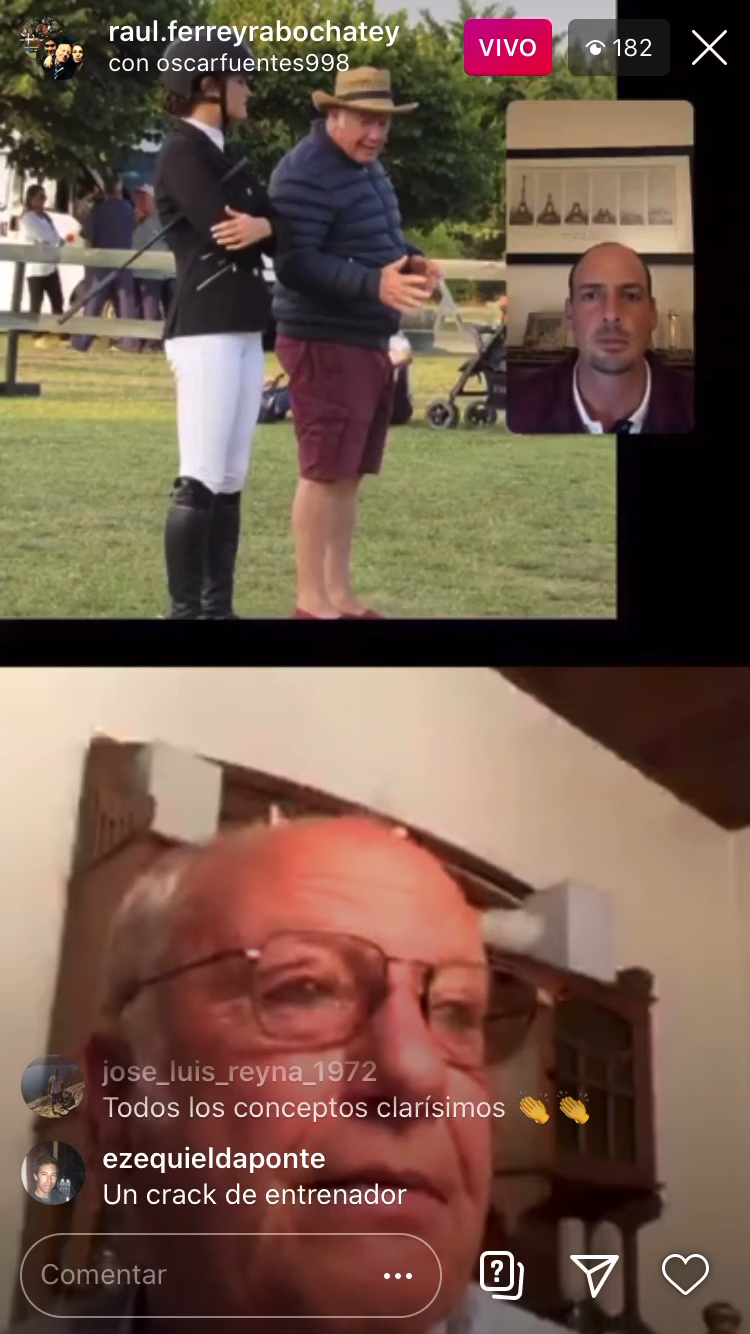 raul.ferreyrabochatey
con oscarfuentes998
VIVO
182
jose_luis_reyna_1972
Todos los conceptos clarísimos 👏👏
ezequieldaponte
Un crack de entrenador
Comentar